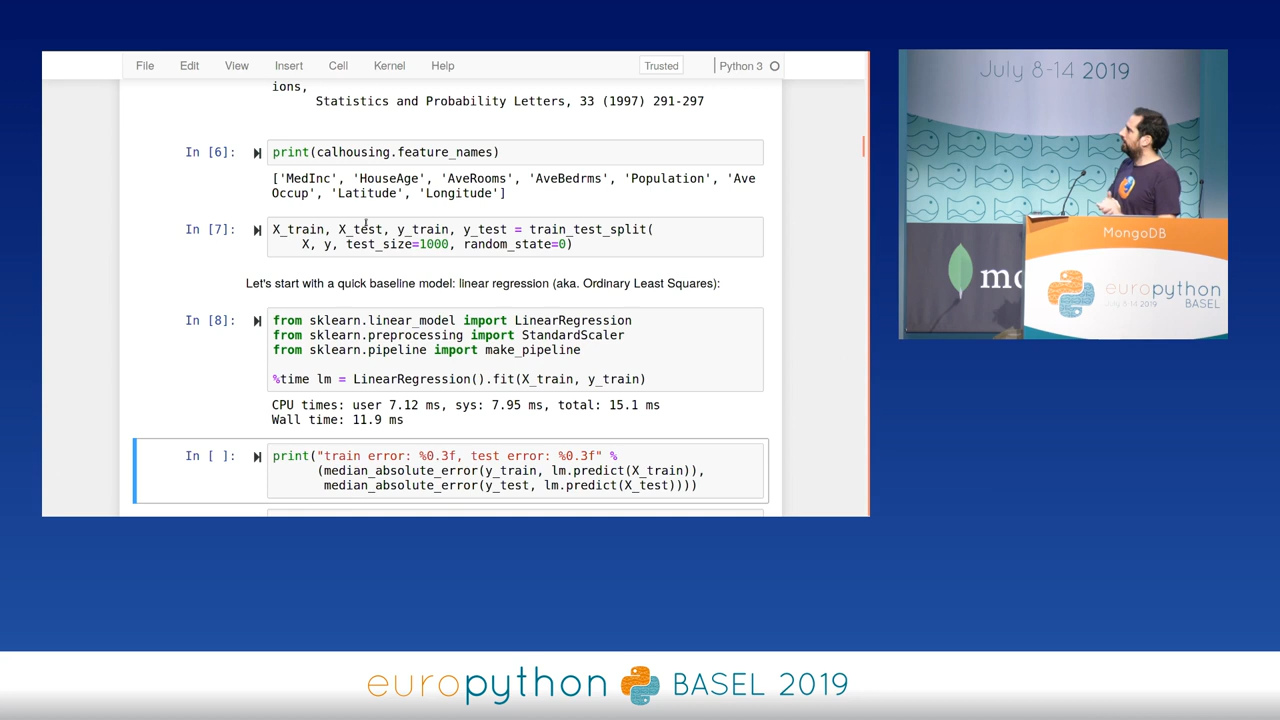 File Edit View Insert Cell Kernel Help Trusted Python 3
ions,
Statistics and Probability Letters, 33 (1997) 291-297
In [6]: print(calhousing.feature_names)
['MedInc', 'HouseAge', 'AveRooms', 'AveBedrms', 'Population', 'Ave
Occup', 'Latitude', 'Longitude']
In [7]: X_train, X_test, y_train, y_test = train_test_split(
X, y, test_size=1000, random_state=0)
Let's start with a quick baseline model: linear regression (aka. Ordinary Least Squares):
In [8]: from sklearn.linear_model import LinearRegression
from sklearn.preprocessing import StandardScaler
from sklearn.pipeline import make_pipeline
%time lm = LinearRegression().fit(X_train, y_train)
CPU times: user 7.12 ms, sys: 7.95 ms, total: 15.1 ms
Wall time: 11.9 ms
In [ ]: print("train error: %0.3f, test error: %0.3f" %
(median_absolute_error(y_train, lm.predict(X_train)),
median_absolute_error(y_test, lm.predict(X_test))))
July 8-14 2019
MongoDB
mo
europython
July 8-14 2019
BASEL
europython BASEL 2019